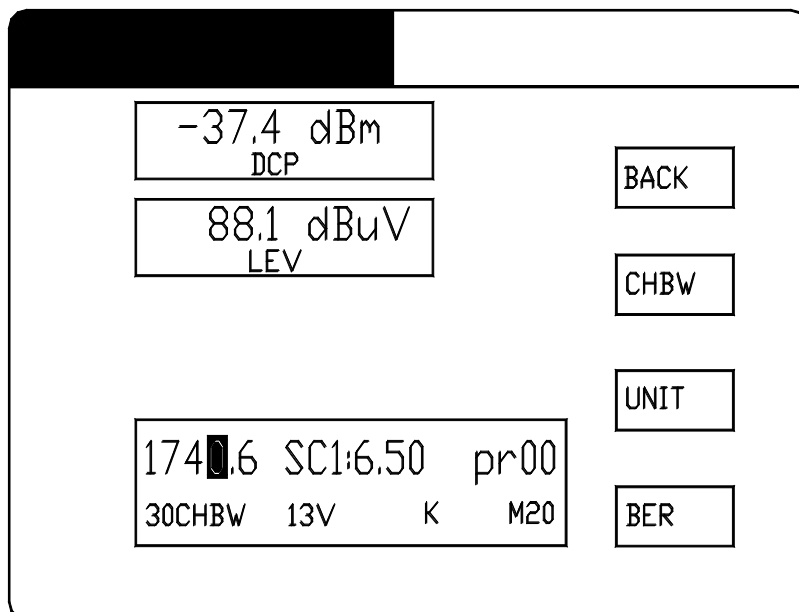 -37.4 dBm
DCP
BACK
88.1 dBuV
LEV
CHBW
UNIT
1740.6 SC1:6.50 pr00
30CHBW 13V K M20
BER